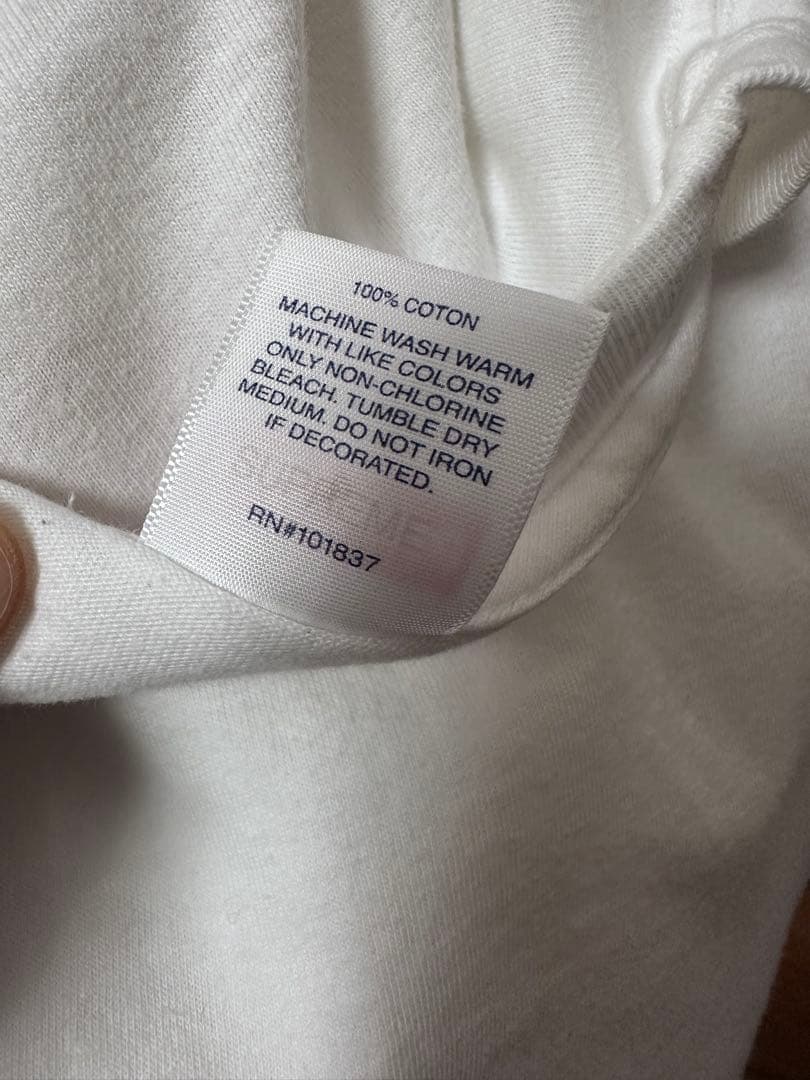 100% COTON
MACHINE WASH WARM
WITH LIKE COLORS
ONLY NON-CHLORINE
BLEACH. TUMBLE DRY
MEDIUM. DO NOT IRON
IF DECORATED.
RN#101837